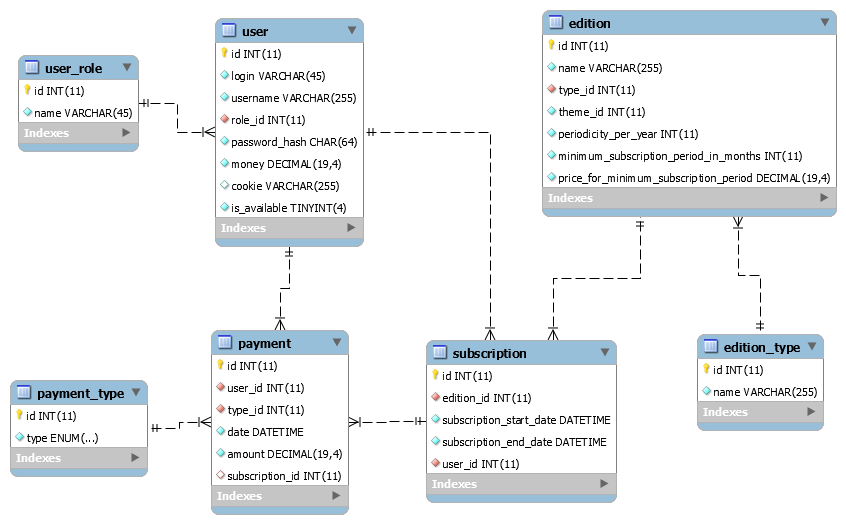 user_role
id INT(11)
name VARCHAR(45)
Indexes
user
id INT(11)
login VARCHAR(45)
username VARCHAR(255)
role_id INT(11)
password_hash CHAR(64)
money DECIMAL(19,4)
cookie VARCHAR(255)
is_available TINYINT(4)
Indexes
edition
id INT(11)
name VARCHAR(255)
type_id INT(11)
theme_id INT(11)
periodicity_per_year INT(11)
minimum_subscription_period_in_months INT(11)
price_for_minimum_subscription_period DECIMAL(19,4)
Indexes
payment_type
id INT(11)
type ENUM(...)
Indexes
payment
id INT(11)
user_id INT(11)
type_id INT(11)
date DATETIME
amount DECIMAL(19,4)
subscription_id INT(11)
Indexes
subscription
id INT(11)
edition_id INT(11)
subscription_start_date DATETIME
subscription_end_date DATETIME
user_id INT(11)
Indexes
edition_type
id INT(11)
name VARCHAR(255)
Indexes